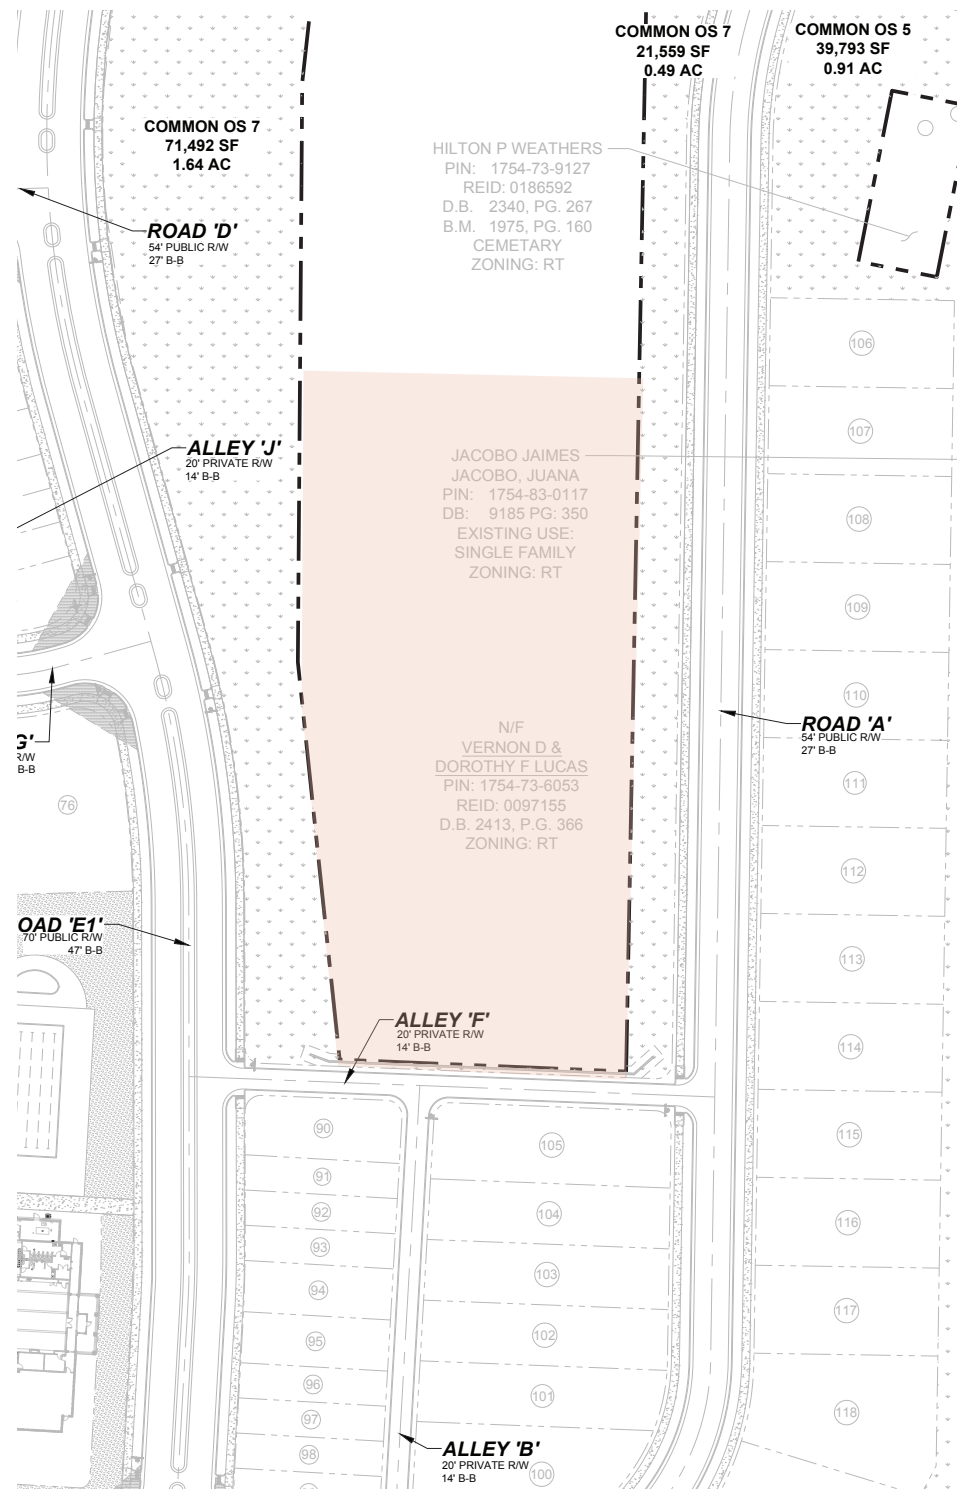 COMMON OS 7
21,559 SF
0.49 AC
COMMON OS 5
39,793 SF
0.91 AC
COMMON OS 7
71,492 SF
1.64 AC
HILTON P WEATHERS
PIN: 1754-73-9127
REID: 0186592
D.B. 2340, PG. 267
B.M. 1975, PG. 160
CEMETARY
ZONING: RT
ROAD 'D'
54' PUBLIC R/W
27' B-B
106
107
ALLEY 'J'
20' PRIVATE R/W
14' B-B
JACOBO JAIMES
JACOBO, JUANA
PIN: 1754-83-0117
DB: 9185 PG: 350
EXISTING USE:
SINGLE FAMILY
ZONING: RT
108
109
110
G'
R/W
B-B
ROAD 'A'
54' PUBLIC R/W
27' B-B
N/F
VERNON D &
DOROTHY F LUCAS
PIN: 1754-73-6053
REID: 0097155
D.B. 2413, P.G. 366
ZONING: RT
76
111
112
OAD 'E1'
70' PUBLIC R/W
47' B-B
113
ALLEY 'F'
20' PRIVATE R/W
14' B-B
114
90
105
115
91
92
104
116
93
103
94
117
95
102
96
101
97
118
98
ALLEY 'B'
20' PRIVATE R/W
14' B-B
100